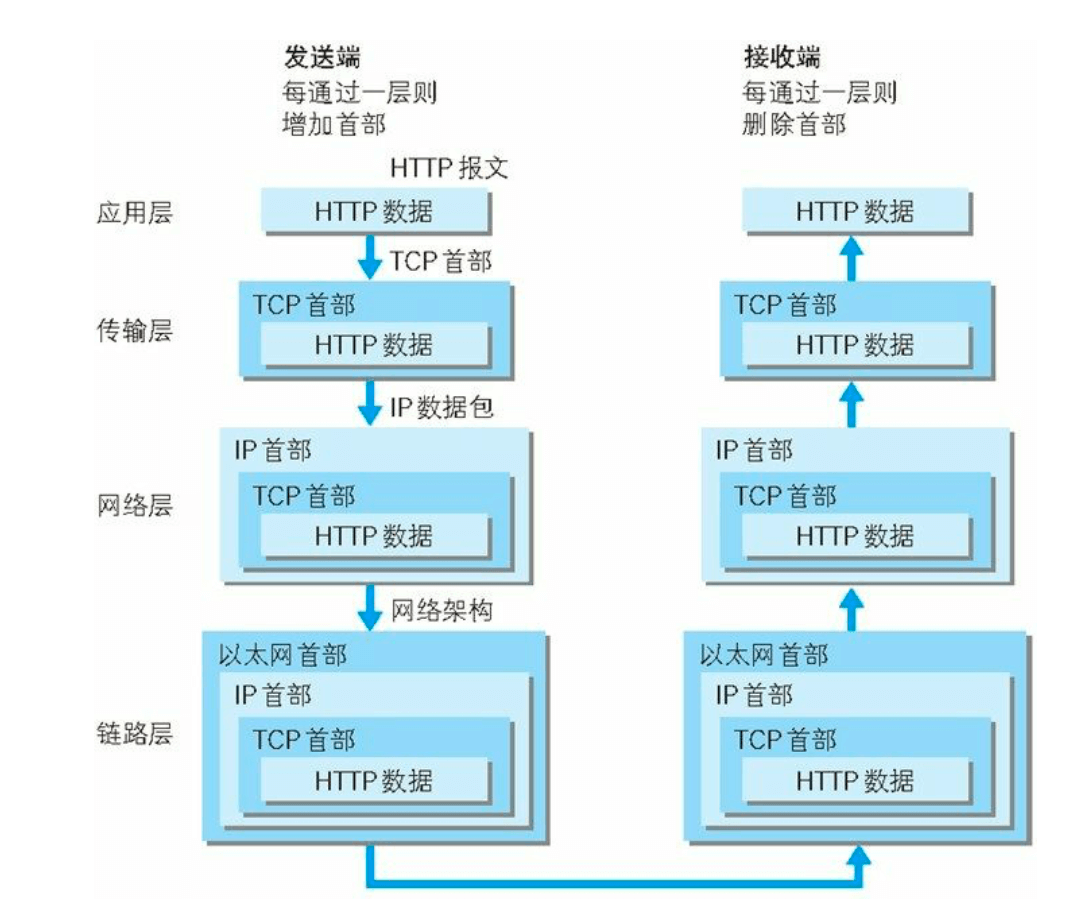 发送端
每通过一层则
增加首部
接收端
每通过一层则
删除首部
HTTP 报文
应用层
HTTP 数据
HTTP 数据
TCP 首部
传输层
TCP 首部
HTTP 数据
TCP 首部
HTTP 数据
IP 数据包
网络层
IP 首部
TCP 首部
HTTP 数据
IP 首部
TCP 首部
HTTP 数据
网络架构
链路层
以太网首部
IP 首部
TCP 首部
HTTP 数据
以太网首部
IP 首部
TCP 首部
HTTP 数据